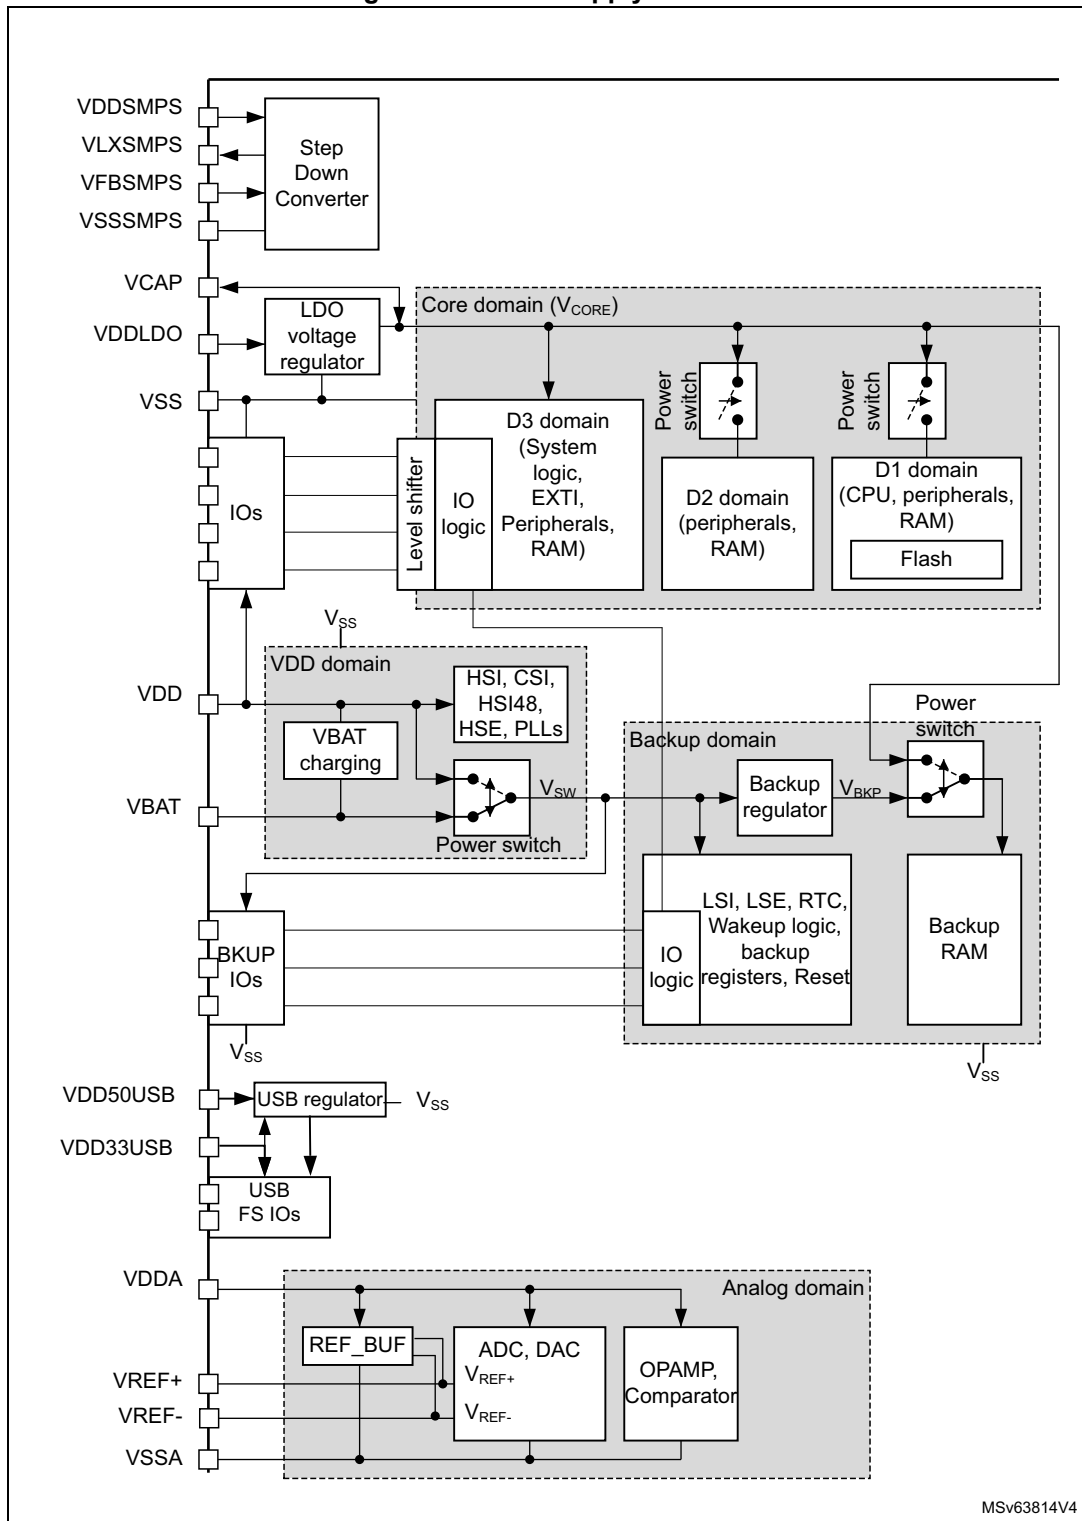 VDDSMPS
VLXSMPS
VFBSMPS
VSSSMPS
Step
Down
Converter
VCAP
VDDLDO
VSS
LDO
voltage
regulator
Core domain (VCORE)
Power
switch
Power
switch
IOs
Level shifter
IO
logic
D3 domain
(System
logic,
EXTI,
Peripherals,
RAM)
D2 domain
(peripherals,
RAM)
D1 domain
(CPU, peripherals,
RAM)
Flash
VSS
VDD domain
VDD
HSI, CSI,
HSI48,
HSE, PLLs
VBAT
charging
VBAT
VSW
Power switch
Power
switch
Backup domain
Backup
regulator
VBKP
BKUP
IOs
VSS
IO
logic
LSI, LSE, RTC,
Wakeup logic,
backup
registers, Reset
Backup
RAM
VSS
VDD50USB
USB regulator
VSS
VDD33USB
USB
FS IOs
VDDA
Analog domain
REF_BUF
ADC, DAC
VREF+
VREF-
OPAMP,
Comparator
VREF+
VREF-
VSSA
MSv63814V4